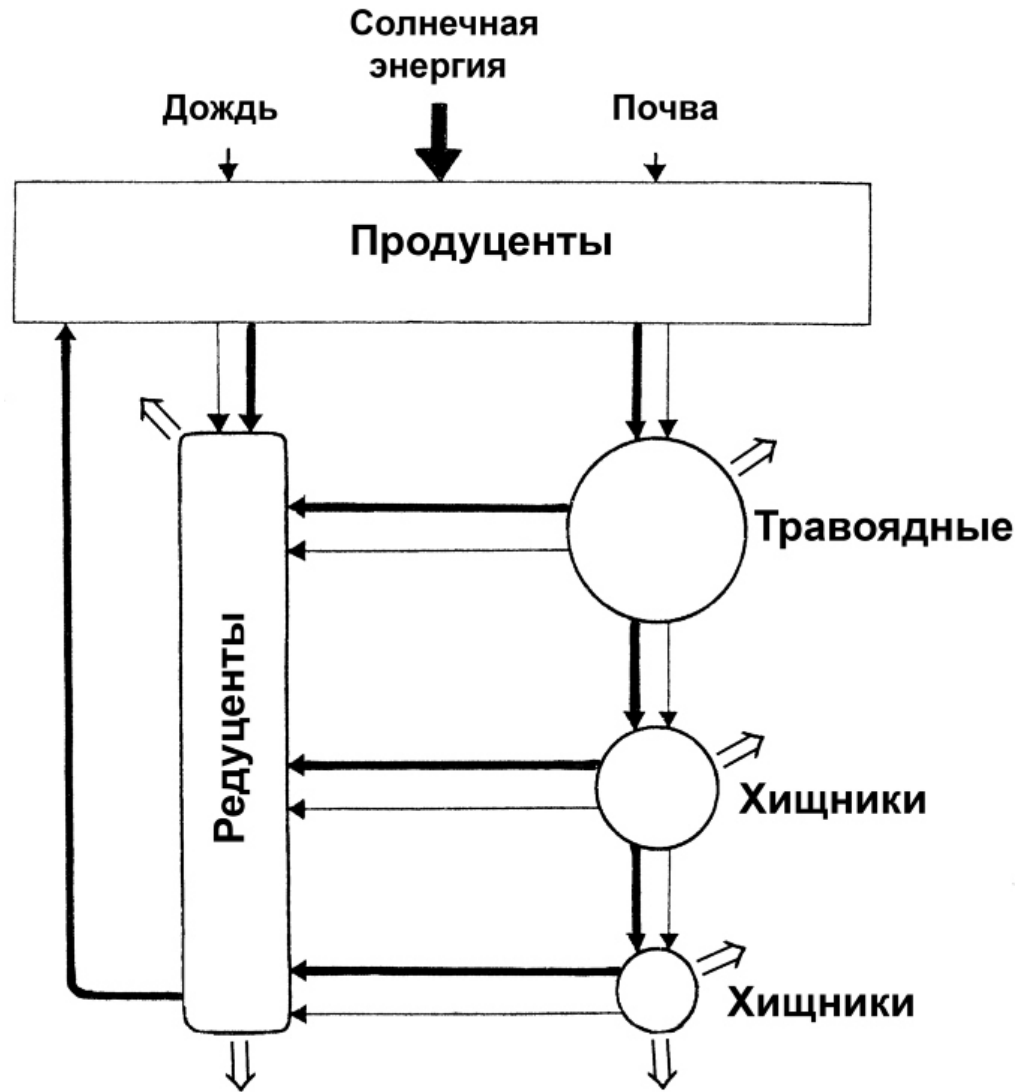 Солнечная
энергия
Дождь
Почва
Продуценты
Травоядные
Редуценты
Хищники
Хищники